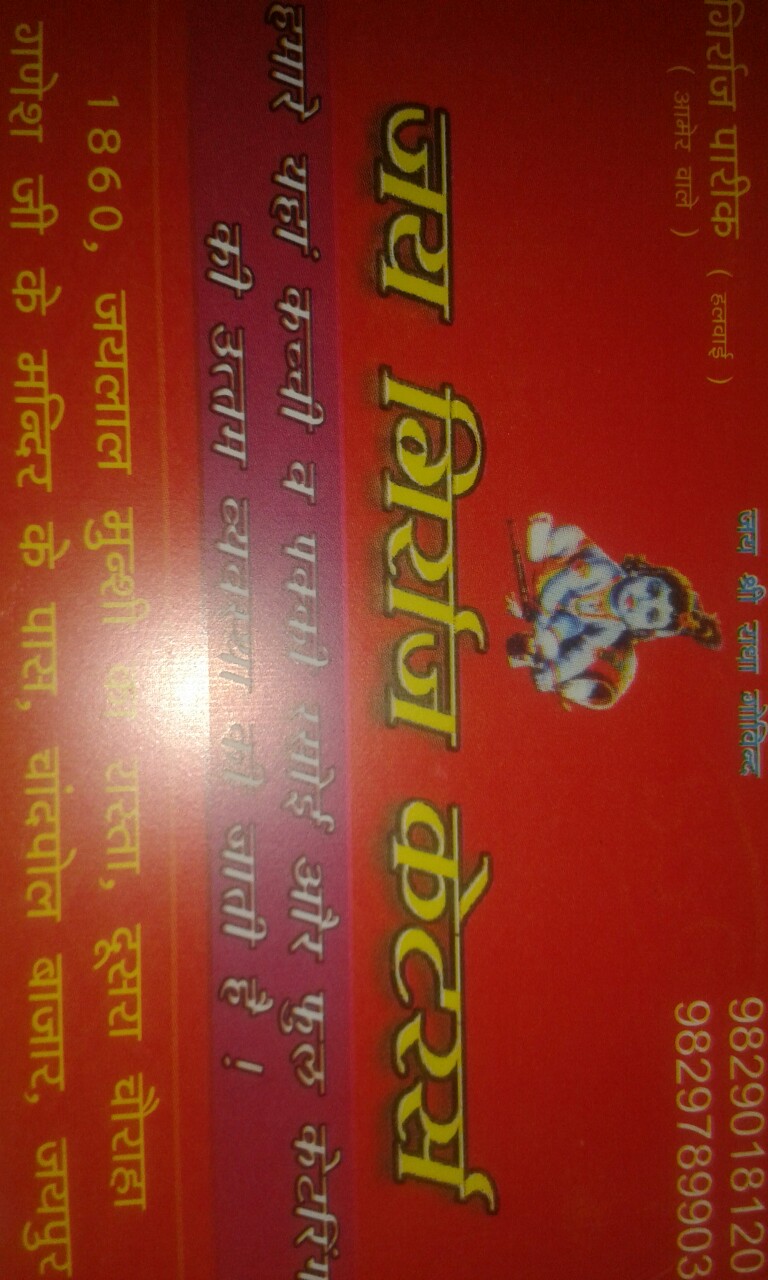 जय श्री राधा गोविन्द
गिर्राज पारीक ( हलवाई )
( आमेर वाले )
9829018120
9829789903
जय गिर्राज केटरर्स
हमारे यहां कच्ची व पक्की रसोई और फुल केटरिंग
की उत्तम व्यवस्था की जाती है !
1860, जयलाल मुन्शी का रास्ता, दूसरा चौराहा
गणेश जी के मन्दिर के पास, चांदपोल बाजार, जयपुर